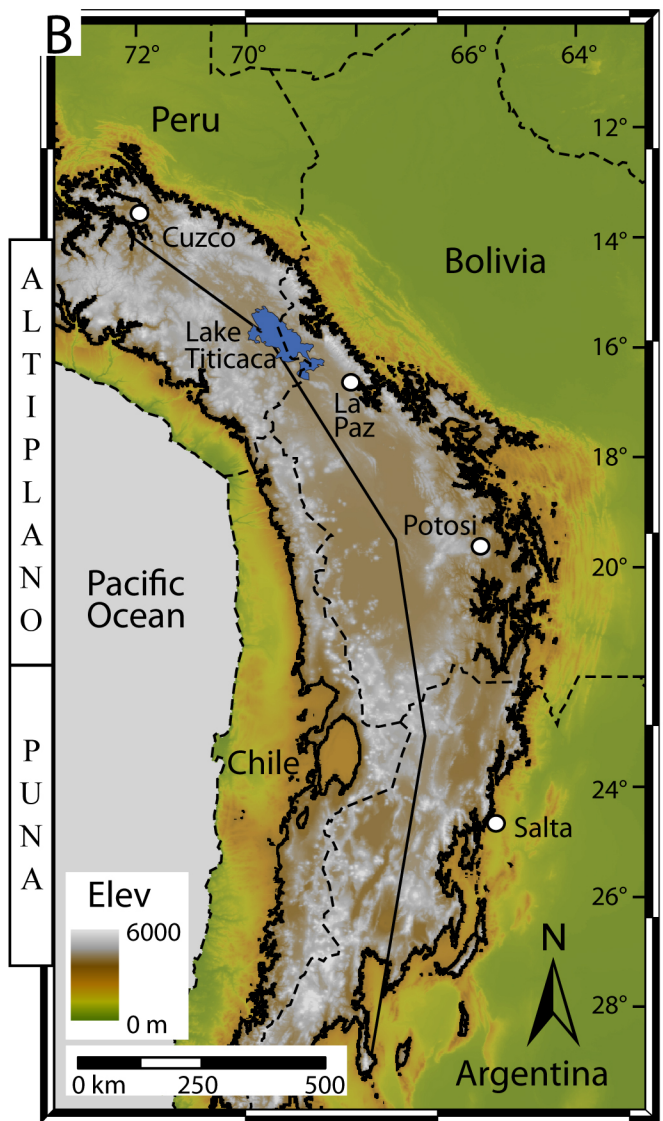 B
72° 70° 66° 64°
Peru
12°
Cuzco
14°
Bolivia
Lake
Titicaca
16°
La
Paz
18°
Potosi
20°
Pacific
Ocean
ALTIPLANO
PUNA
Chile
24°
Salta
26°
Elev
6000
0 m
N
28°
0 km 250 500
Argentina